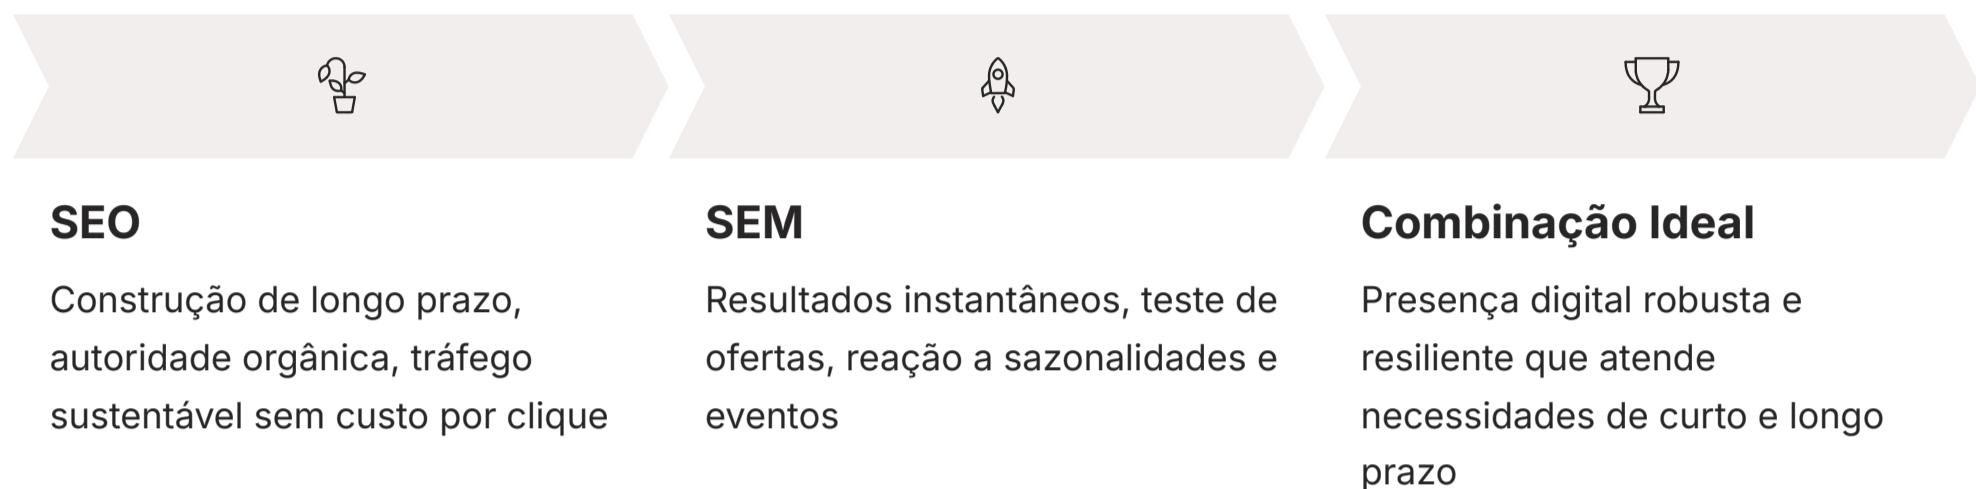 SEO
Construção de longo prazo,
autoridade orgânica, tráfego
sustentável sem custo por clique
SEM
Resultados instantâneos, teste de
ofertas, reação a sazonalidades e
eventos
Combinação Ideal
Presença digital robusta e
resiliente que atende
necessidades de curto e longo
prazo